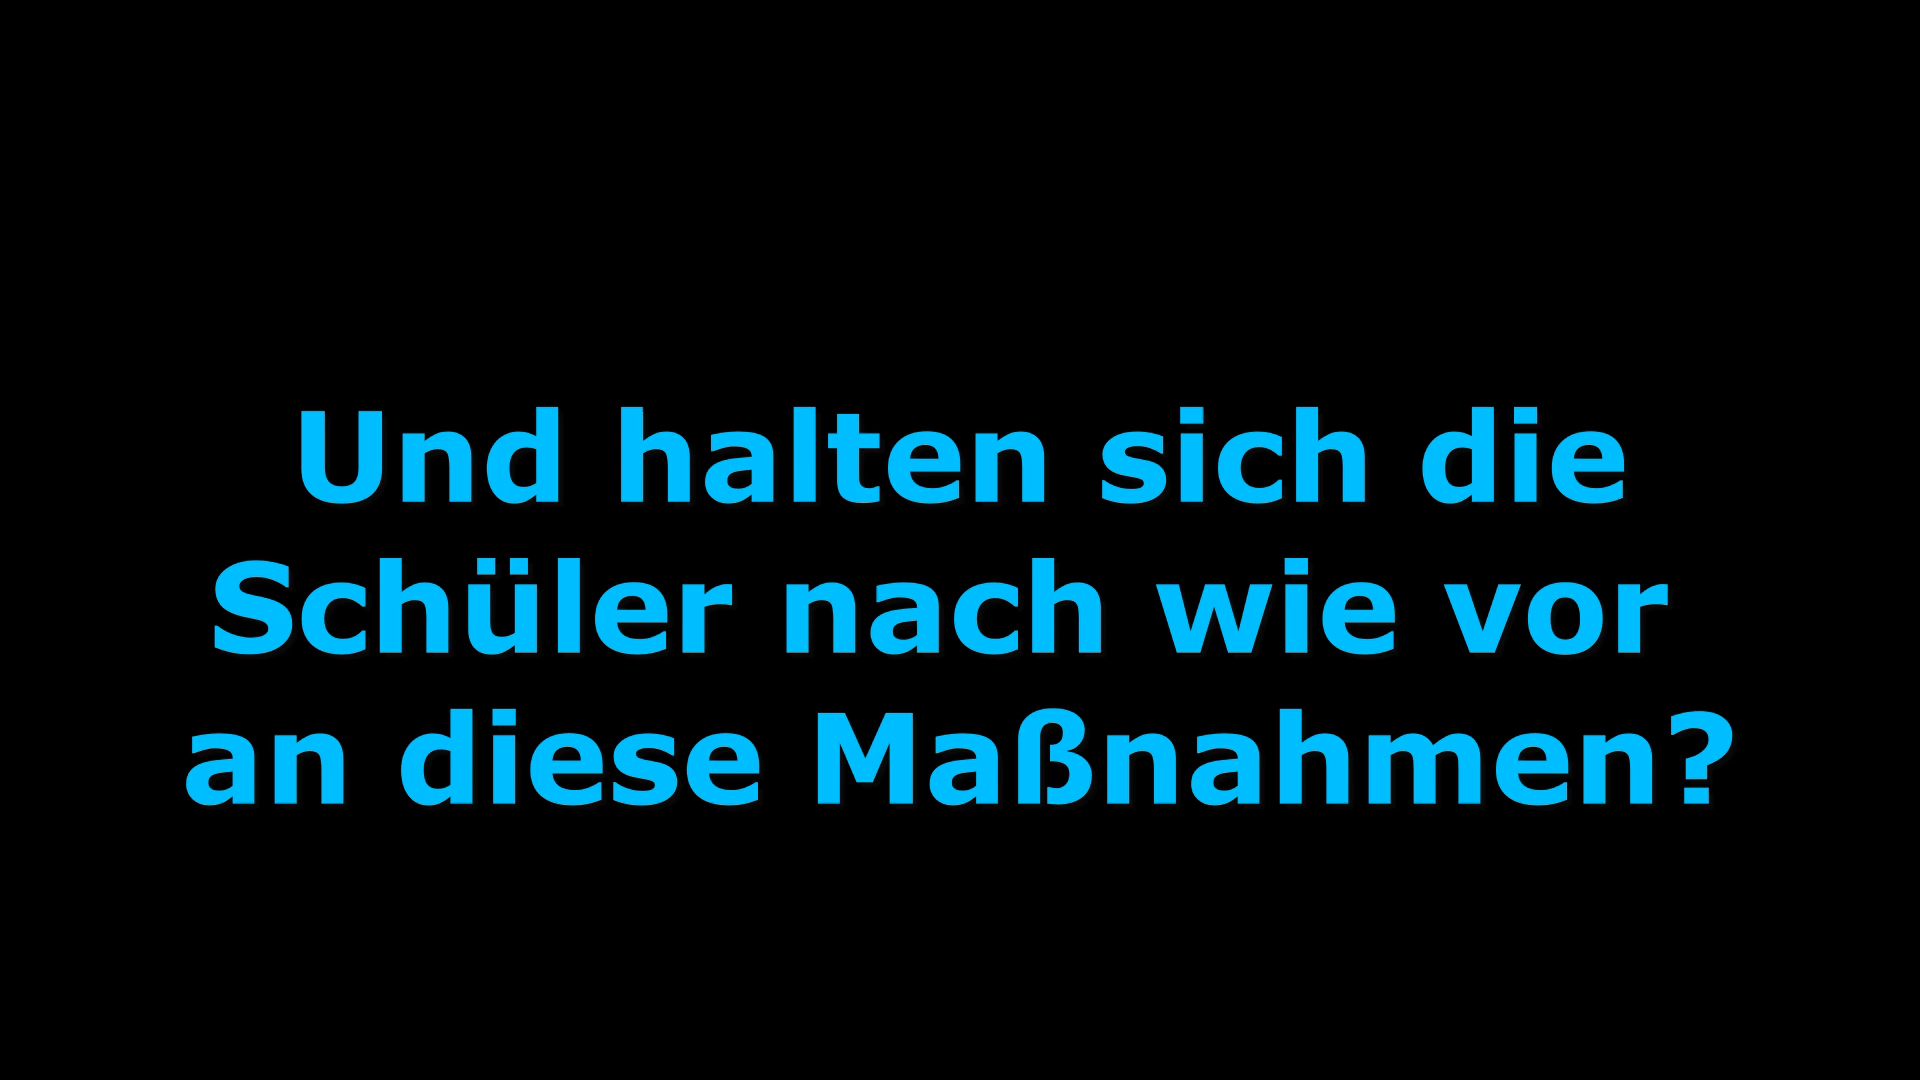 Und halten sich die
Schüler nach wie vor
an diese Maßnahmen?